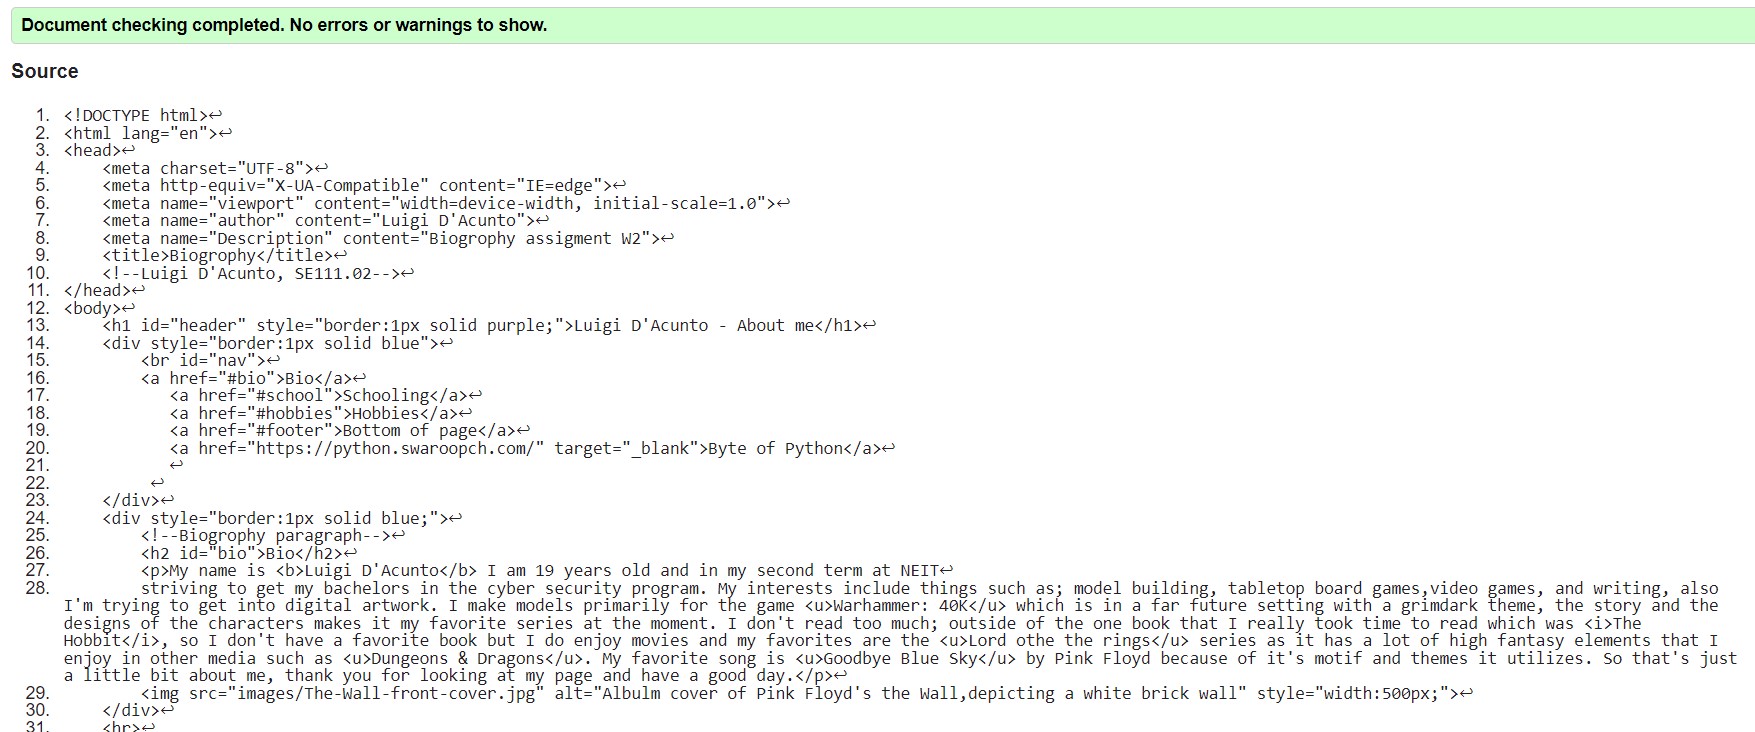 Document checking completed. No errors or warnings to show.
Source
1. <!DOCTYPE html>↩
2. <html lang="en">↩
3. <head>↩
4.     <meta charset="UTF-8">↩
5.     <meta http-equiv="X-UA-Compatible" content="IE=edge">↩
6.     <meta name="viewport" content="width=device-width, initial-scale=1.0">↩
7.     <meta name="author" content="Luigi D'Acunto">↩
8.     <meta name="Description" content="Biogrophy assigment W2">↩
9.     <title>Biogrophy</title>↩
10.     <!--Luigi D'Acunto, SE111.02-->↩
11. </head>↩
12. <body>↩
13.     <h1 id="header" style="border:1px solid purple;">Luigi D'Acunto - About me</h1>↩
14.     <div style="border:1px solid blue">↩
15.         <br id="nav">↩
16.         <a href="#bio">Bio</a>↩
17.            <a href="#school">Schooling</a>↩
18.            <a href="#hobbies">Hobbies</a>↩
19.            <a href="#footer">Bottom of page</a>↩
20.            <a href="https://python.swaroopch.com/" target="_blank">Byte of Python</a>↩
21.            ↩
22.          ↩
23.     </div>↩
24.     <div style="border:1px solid blue;">↩
25.         <!--Biogrophy paragraph-->↩
26.         <h2 id="bio">Bio</h2>↩
27.         <p>My name is <b>Luigi D'Acunto</b> I am 19 years old and in my second term at NEIT↩
28.         striving to get my bachelors in the cyber security program. My interests include things such as; model building, tabletop board games,video games, and writing, also
I'm trying to get into digital artwork. I make models primarily for the game <u>Warhammer: 40K</u> which is in a far future setting with a grimdark theme, the story and the
designs of the characters makes it my favorite series at the moment. I don't read too much; outside of the one book that I really took time to read which was <i>The
Hobbit</i>, so I don't have a favorite book but I do enjoy movies and my favorites are the <u>Lord othe the rings</u> series as it has a lot of high fantasy elements that I
enjoy in other media such as <u>Dungeons & Dragons</u>. My favorite song is <u>Goodbye Blue Sky</u> by Pink Floyd because of it's motif and themes it utilizes. So that's just
a little bit about me, thank you for looking at my page and have a good day.</p>↩
29.         <img src="images/The-Wall-front-cover.jpg" alt="Albulm cover of Pink Floyd's the Wall,depicting a white brick wall" style="width:500px;">↩
30.     </div>↩
31.     <hr>↩